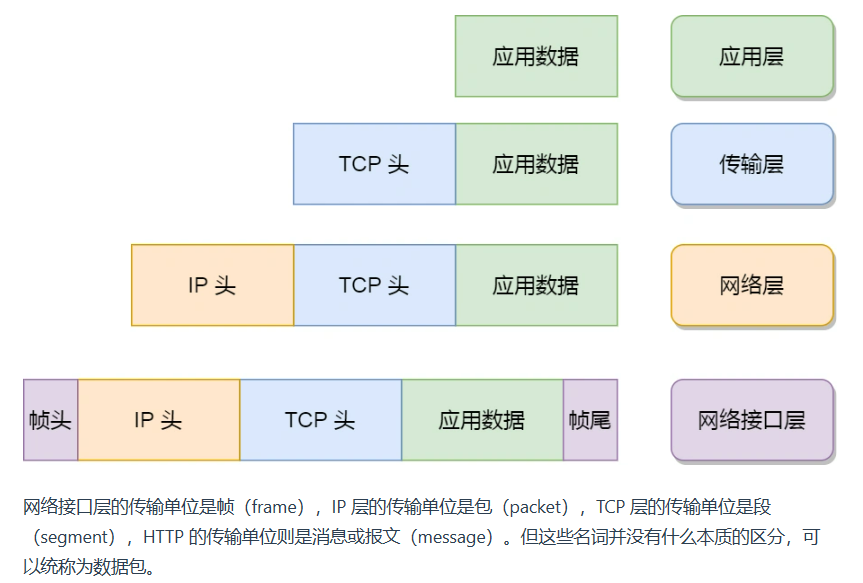 应用数据 应用层
TCP 头 应用数据 传输层
IP 头 TCP 头 应用数据 网络层
帧头 IP 头 TCP 头 应用数据 帧尾 网络接口层
网络接口层的传输单位是帧（frame），IP 层的传输单位是包（packet），TCP 层的传输单位是段
（segment），HTTP 的传输单位则是消息或报文（message）。但这些名词并没有什么本质的区分，可
以统称为数据包。